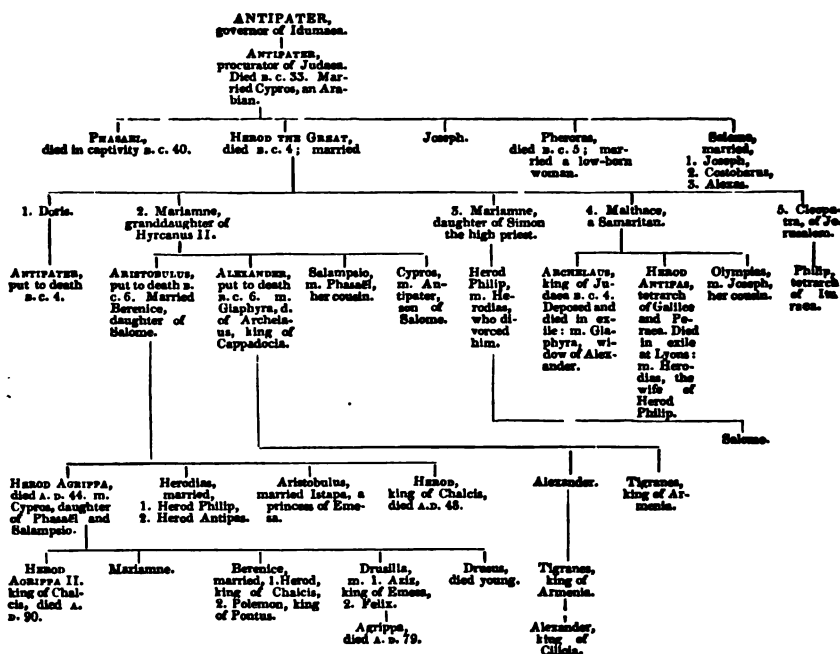 ANTIPATER,
governor of Idumaea.
ANTIPATER,
procurator of Judaea.
Died B. C. 33. Mar-
ried Cypros, an Ara-
bian.
PHASAEL,
died in captivity B. C. 40.
HEROD THE GREAT,
died B. C. 4; married
Joseph.
Pheroras,
died B. C. 5; mar-
ried a low-born
woman.
Salome,
married,
1. Joseph,
2. Costobarus,
3. Alexas.
1. Doris.
2. Mariamne,
granddaughter of
Hyrcanus II.
3. Mariamne,
daughter of Simon
the high priest.
4. Malthace,
a Samaritan.
5. Cleopa-
tra, of Je-
rusalem.
ANTIPATER,
put to death
B. C. 4.
ARISTOBULUS,
put to death B.
C. 6. Married
Berenice,
daughter of
Salome.
ALEXANDER,
put to death
B. C. 6. m.
Glaphyra, d.
of Archela-
us, king of
Cappadocia.
Salampsio,
m. Phasaël,
her cousin.
Cypros,
m. An-
tipater,
son of
Salome.
Herod
Philip,
m. He-
rodias,
who di-
vorced
him.
ARCHELAUS,
king of Ju-
daea B. C. 4.
Deposed and
died in ex-
ile: m. Gla-
phyra, wi-
dow of Alex-
ander.
HEROD
ANTIPAS,
tetrarch
of Galilee
and Pe-
raea. Died
in exile
at Lyons:
m. Hero-
dias, the
wife of
Herod
Philip.
Olympias,
m. Joseph,
her cousin.
Philip,
tetrarch
of Itu-
raea.
Salome.
HEROD AGRIPPA,
died A. D. 44. m.
Cypros, daughter
of Phasaël and
Salampsio.
Herodias,
married,
1. Herod Philip,
2. Herod Antipas.
Aristobulus,
married Iotapa, a
princess of Eme-
sa.
HEROD,
king of Chalcis,
died A.D. 48.
Alexander.
Tigranes,
king of Ar-
menia.
HEROD
AGRIPPA II.
king of Chal-
cis, died A.
D. 90.
Mariamne.
Berenice,
married, 1. Herod,
king of Chalcis,
2. Polemon, king
of Pontus.
Drusilla,
m. 1. Aziz,
king of Emesa,
2. Felix.
Drusus,
died young.
Tigranes,
king of
Armenia.
Agrippa,
died A. D. 79.
Alexander,
king of
Cilicia.